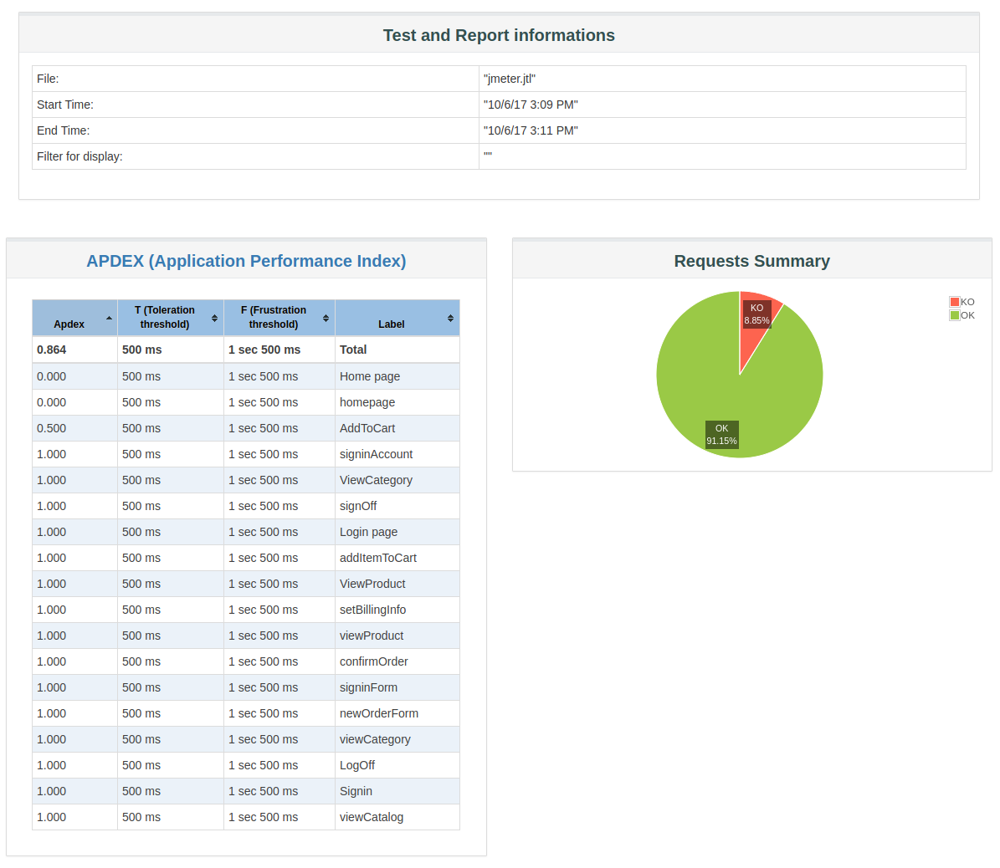 Test and Report informations
File: "jmeter.jtl"
Start Time: "10/6/17 3:09 PM"
End Time: "10/6/17 3:11 PM"
Filter for display: ""
APDEX (Application Performance Index)
Apdex T (Toleration threshold) F (Frustration threshold) Label
0.864 500 ms 1 sec 500 ms Total
0.000 500 ms 1 sec 500 ms Home page
0.000 500 ms 1 sec 500 ms homepage
0.500 500 ms 1 sec 500 ms AddToCart
1.000 500 ms 1 sec 500 ms signinAccount
1.000 500 ms 1 sec 500 ms ViewCategory
1.000 500 ms 1 sec 500 ms signOff
1.000 500 ms 1 sec 500 ms Login page
1.000 500 ms 1 sec 500 ms addItemToCart
1.000 500 ms 1 sec 500 ms ViewProduct
1.000 500 ms 1 sec 500 ms setBillingInfo
1.000 500 ms 1 sec 500 ms viewProduct
1.000 500 ms 1 sec 500 ms confirmOrder
1.000 500 ms 1 sec 500 ms signinForm
1.000 500 ms 1 sec 500 ms newOrderForm
1.000 500 ms 1 sec 500 ms viewCategory
1.000 500 ms 1 sec 500 ms LogOff
1.000 500 ms 1 sec 500 ms Signin
1.000 500 ms 1 sec 500 ms viewCatalog
Requests Summary
KO
8.85%
OK
91.15%
KO
OK